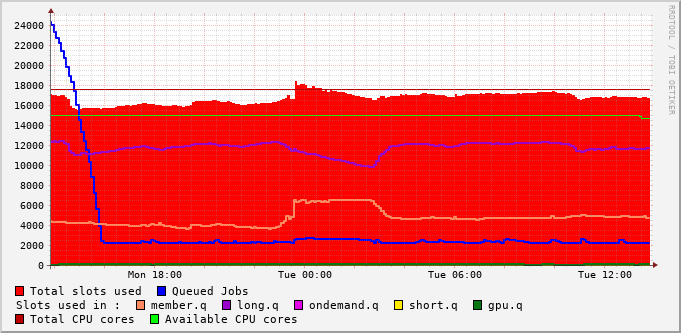 RRDTOOL / TOBI OETIKER
24000
22000
20000
18000
16000
14000
12000
10000
8000
6000
4000
2000
0
Mon 18:00 Tue 00:00 Tue 06:00 Tue 12:00
Total slots used Queued Jobs
Slots used in : member.q long.q ondemand.q short.q gpu.q
Total CPU cores Available CPU cores